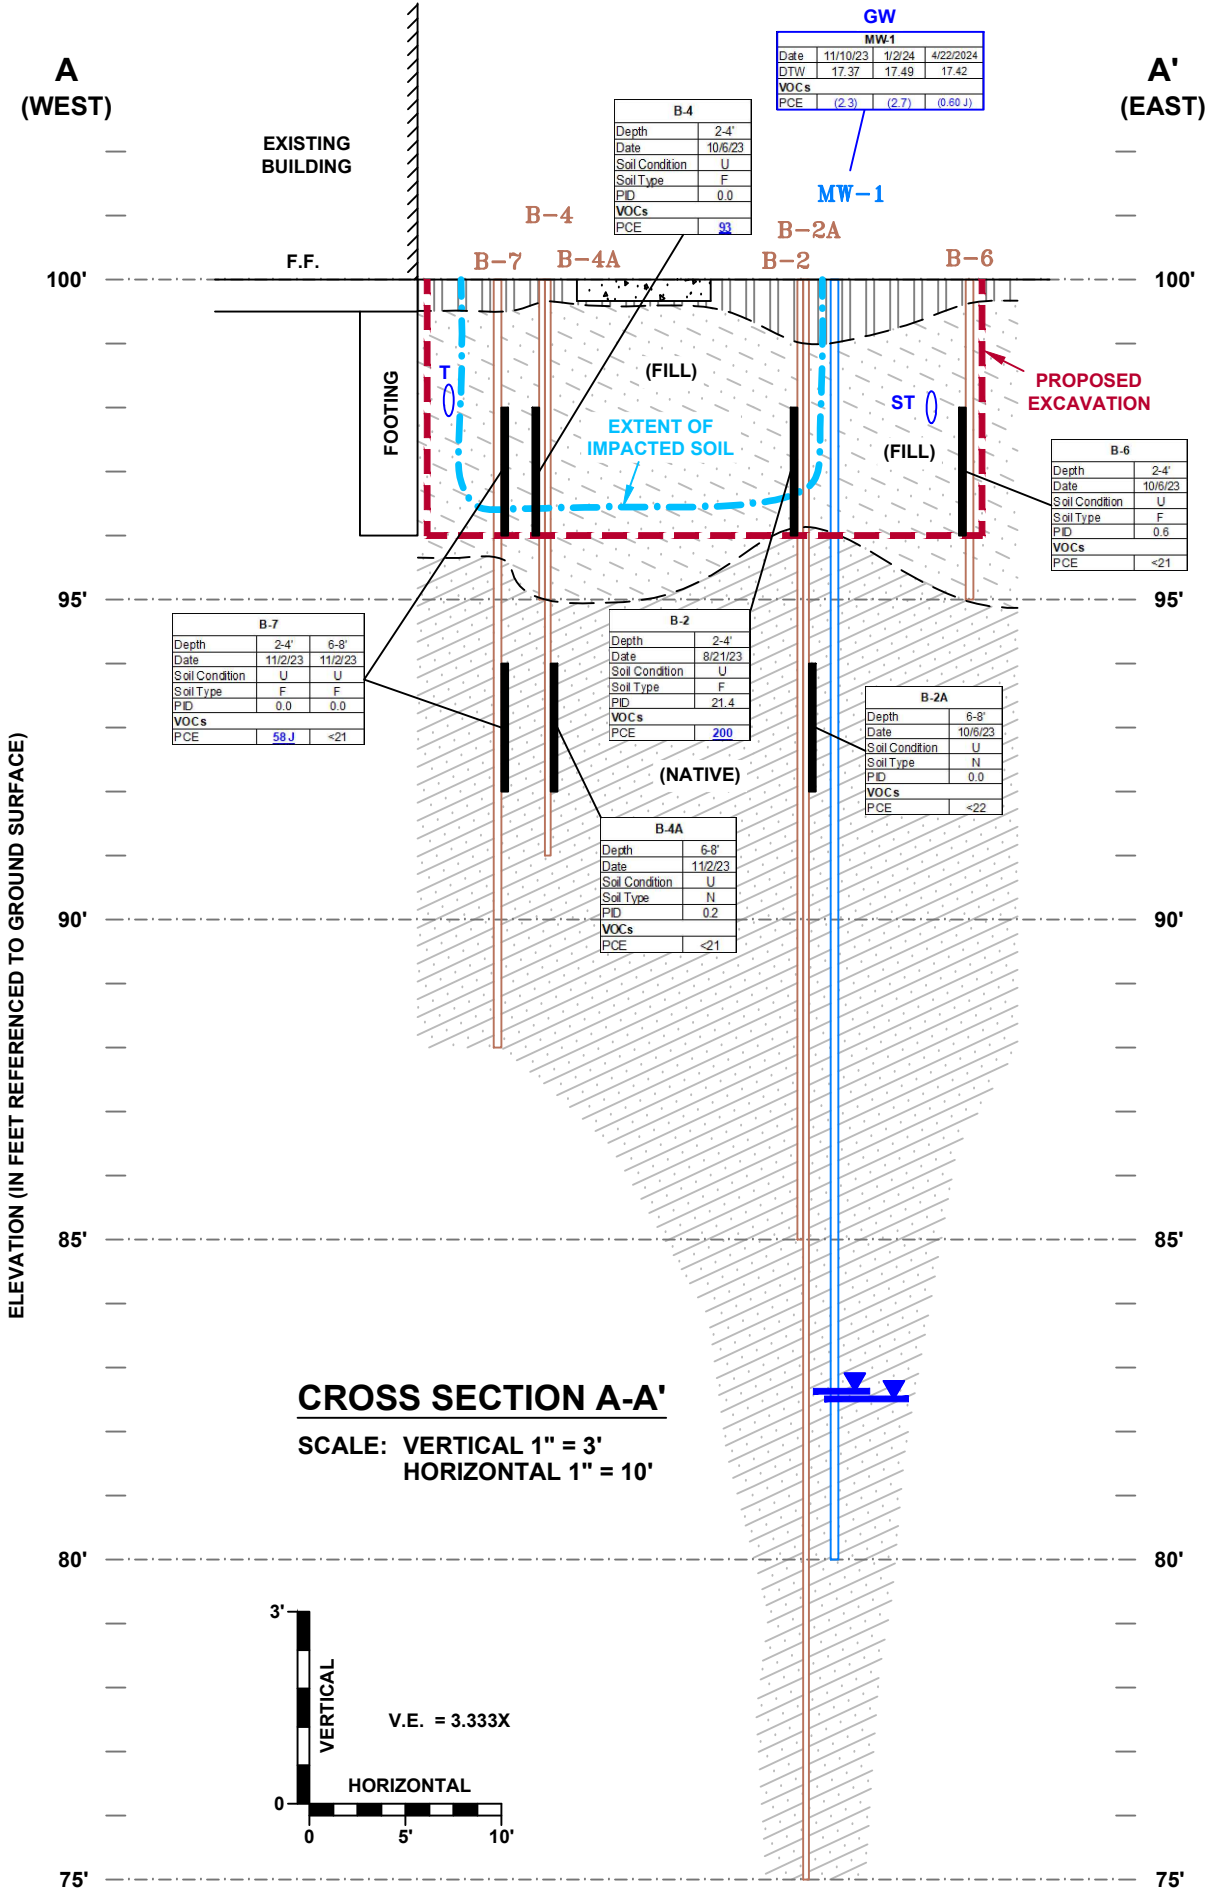 GW
MW-1
Date 11/10/23 1/2/24 4/22/2024
DTW 17.37 17.49 17.42
VOCs
PCE (2.3) (2.7) (0.60 J)
A
(WEST)
A'
(EAST)
EXISTING
BUILDING
B-4
Depth 2-4'
Date 10/6/23
Soil Condition U
Soil Type F
PID 0.0
VOCs
PCE 93
MW-1
B-4
B-2A
B-7
B-4A
B-2
B-6
F.F.
100'
100'
FOOTING
T
(FILL)
EXTENT OF
IMPACTED SOIL
ST
(FILL)
PROPOSED
EXCAVATION
B-6
Depth 2-4'
Date 10/6/23
Soil Condition U
Soil Type F
PID 0.6
VOCs
PCE <21
95'
95'
B-7
Depth 2-4' 6-8'
Date 11/2/23 11/2/23
Soil Condition U U
Soil Type F F
PID 0.0 0.0
VOCs
PCE 58 J <21
B-2
Depth 2-4'
Date 8/21/23
Soil Condition U
Soil Type F
PID 21.4
VOCs
PCE 200
B-2A
Depth 6-8'
Date 10/6/23
Soil Condition U
Soil Type N
PID 0.0
VOCs
PCE <22
(NATIVE)
B-4A
Depth 6-8'
Date 11/2/23
Soil Condition U
Soil Type N
PID 0.2
VOCs
PCE <21
90'
90'
ELEVATION (IN FEET REFERENCED TO GROUND SURFACE)
85'
85'
CROSS SECTION A-A'
SCALE: VERTICAL 1" = 3'
HORIZONTAL 1" = 10'
80'
80'
3'
VERTICAL
V.E. = 3.333X
HORIZONTAL
0
0 5' 10'
75'
75'